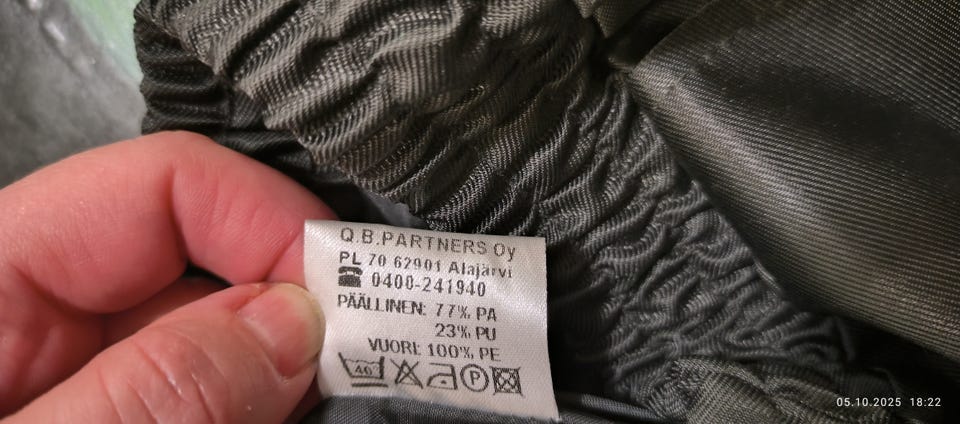 Q.B.PARTNERS Oy
PL 70 62901 Alajärvi
☎ 0400-241940
PÄÄLLINEN: 77% PA
23% PU
VUORI: 100% PE
40 P
05.10.2025 18:22